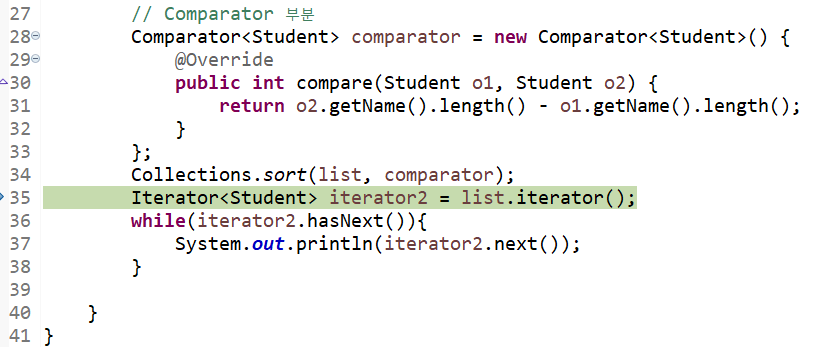 27 // Comparator 부분
28 Comparator<Student> comparator = new Comparator<Student>() {
29 @Override
30 public int compare(Student o1, Student o2) {
31 return o2.getName().length() - o1.getName().length();
32 }
33 };
34 Collections.sort(list, comparator);
35 Iterator<Student> iterator2 = list.iterator();
36 while(iterator2.hasNext()){
37 System.out.println(iterator2.next());
38 }
39
40 }
41 }